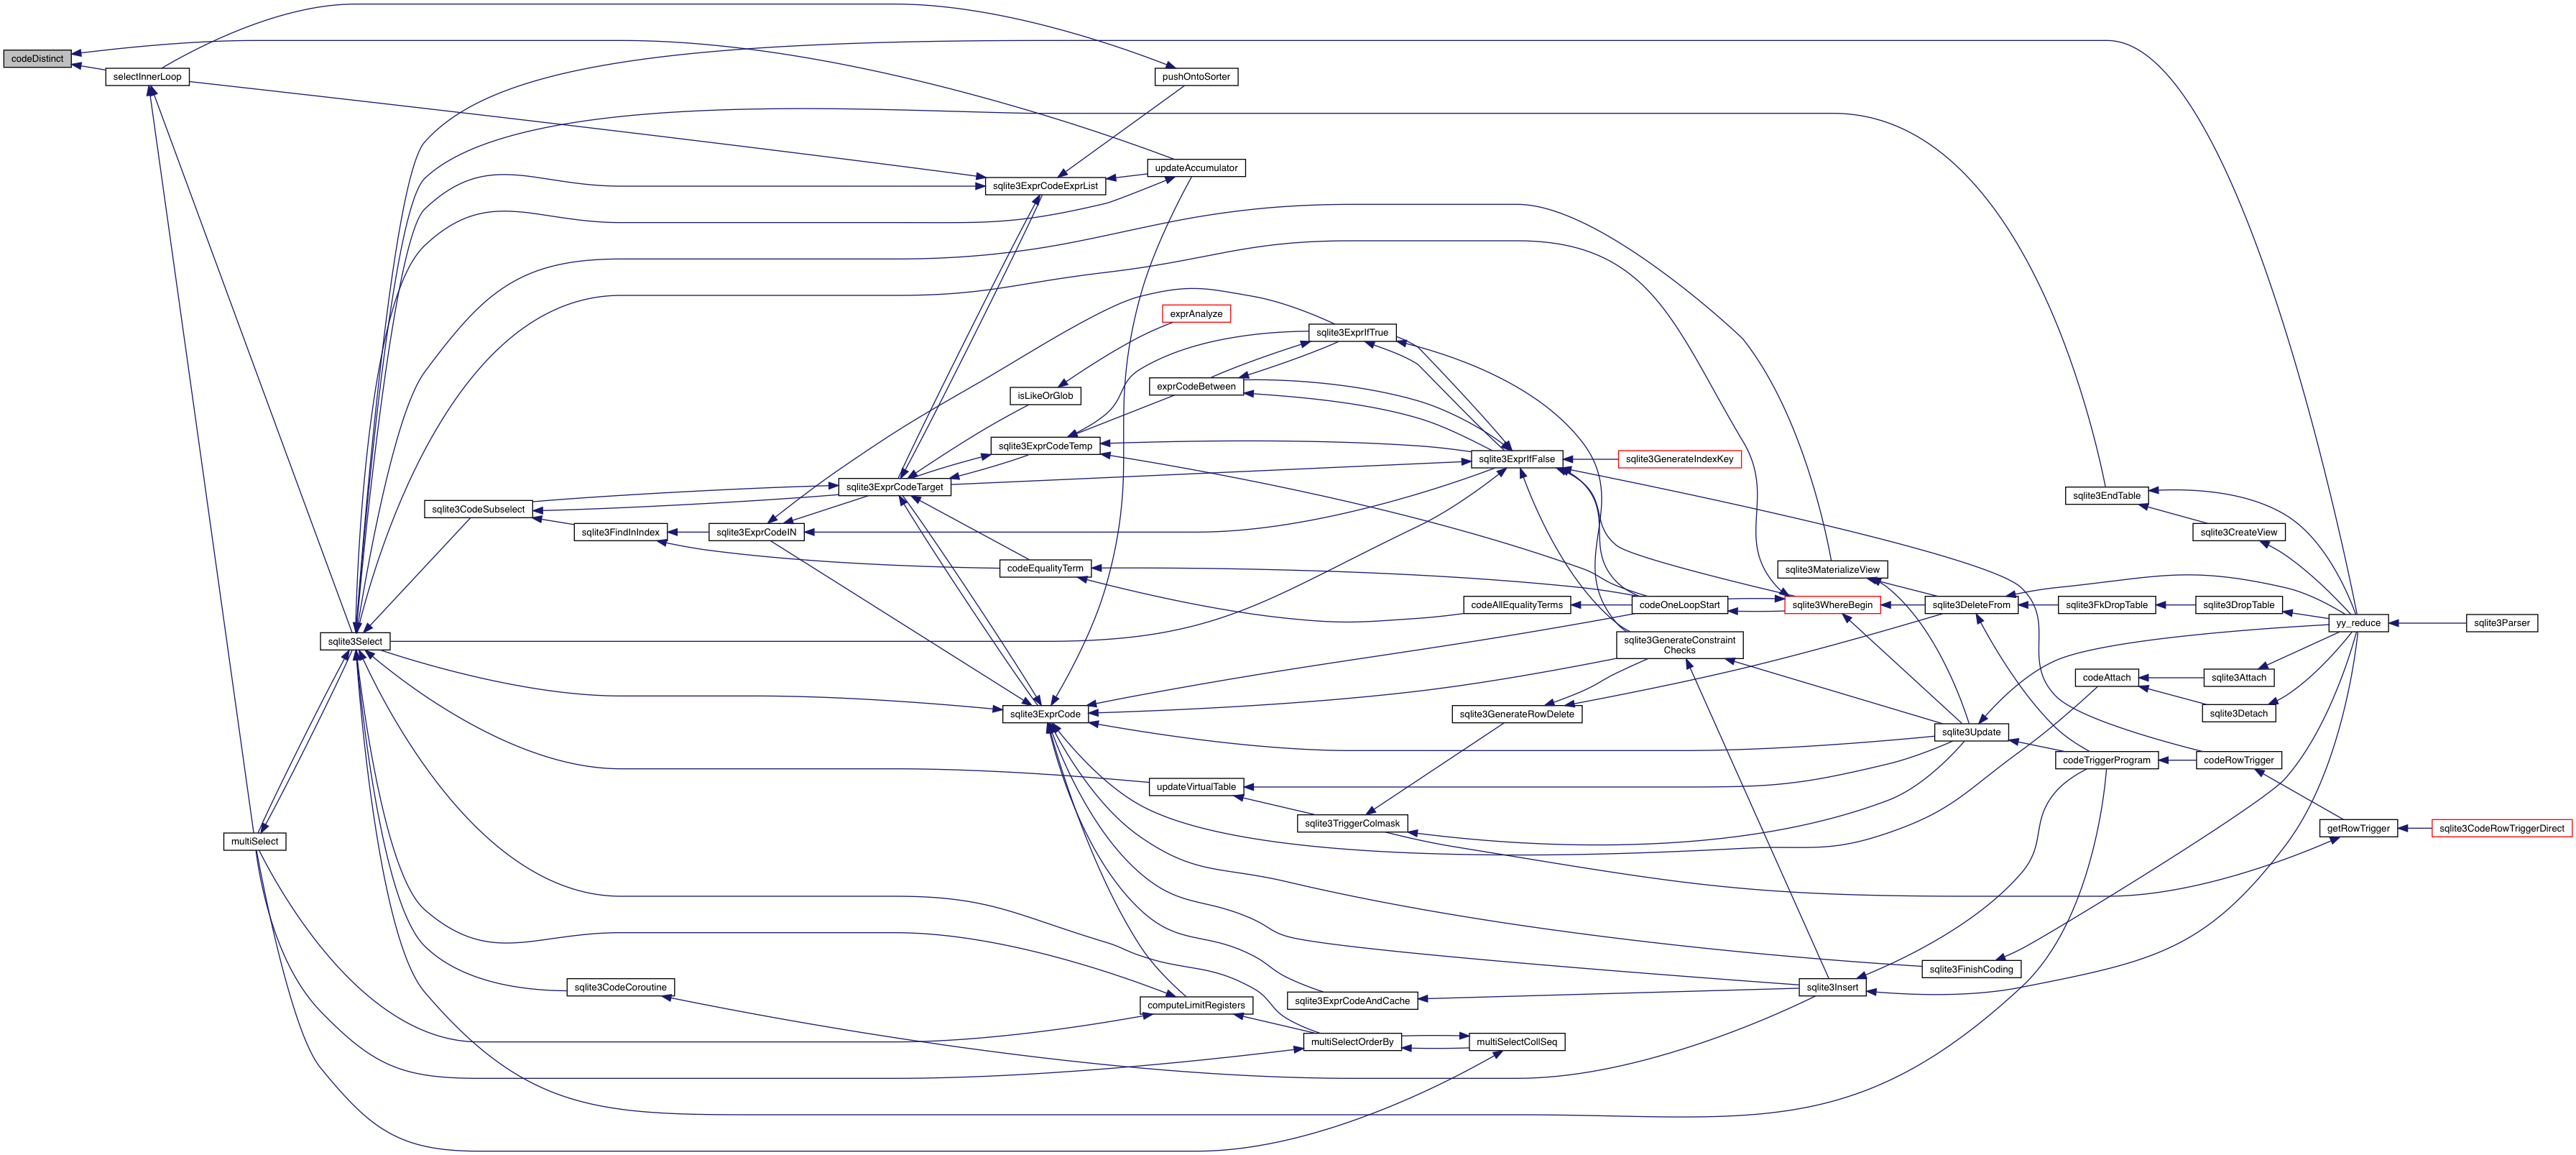 codeDistinct
selectInnerLoop
pushOntoSorter
updateAccumulator
sqlite3ExprCodeExprList
exprAnalyze
sqlite3ExprIfTrue
exprCodeBetween
isLikeOrGlob
sqlite3ExprCodeTemp
sqlite3ExprIfFalse
sqlite3GenerateIndexKey
sqlite3ExprCodeTarget
sqlite3EndTable
sqlite3CodeSubselect
sqlite3FindInIndex
sqlite3ExprCodeIN
sqlite3CreateView
codeEqualityTerm
sqlite3MaterializeView
codeAllEqualityTerms
codeOneLoopStart
sqlite3WhereBegin
sqlite3DeleteFrom
sqlite3FkDropTable
sqlite3DropTable
yy_reduce
sqlite3Parser
sqlite3Select
sqlite3GenerateConstraint
Checks
codeAttach
sqlite3Attach
sqlite3ExprCode
sqlite3GenerateRowDelete
sqlite3Detach
sqlite3Update
codeTriggerProgram
codeRowTrigger
updateVirtualTable
sqlite3TriggerColmask
getRowTrigger
sqlite3CodeRowTriggerDirect
multiSelect
sqlite3FinishCoding
sqlite3CodeCoroutine
sqlite3Insert
computeLimitRegisters
sqlite3ExprCodeAndCache
multiSelectOrderBy
multiSelectCollSeq